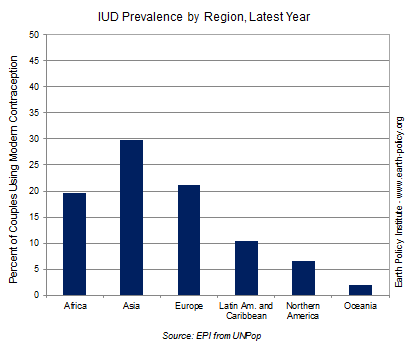 IUD Prevalence by Region, Latest Year
Percent of Couples Using Modern Contraception
50
45
40
35
30
25
20
15
10
5
0
Africa
Asia
Europe
Latin Am. and
Caribbean
Northern
America
Oceania
Earth Policy Institute - www.earth-policy.org
Source: EPI from UNPop